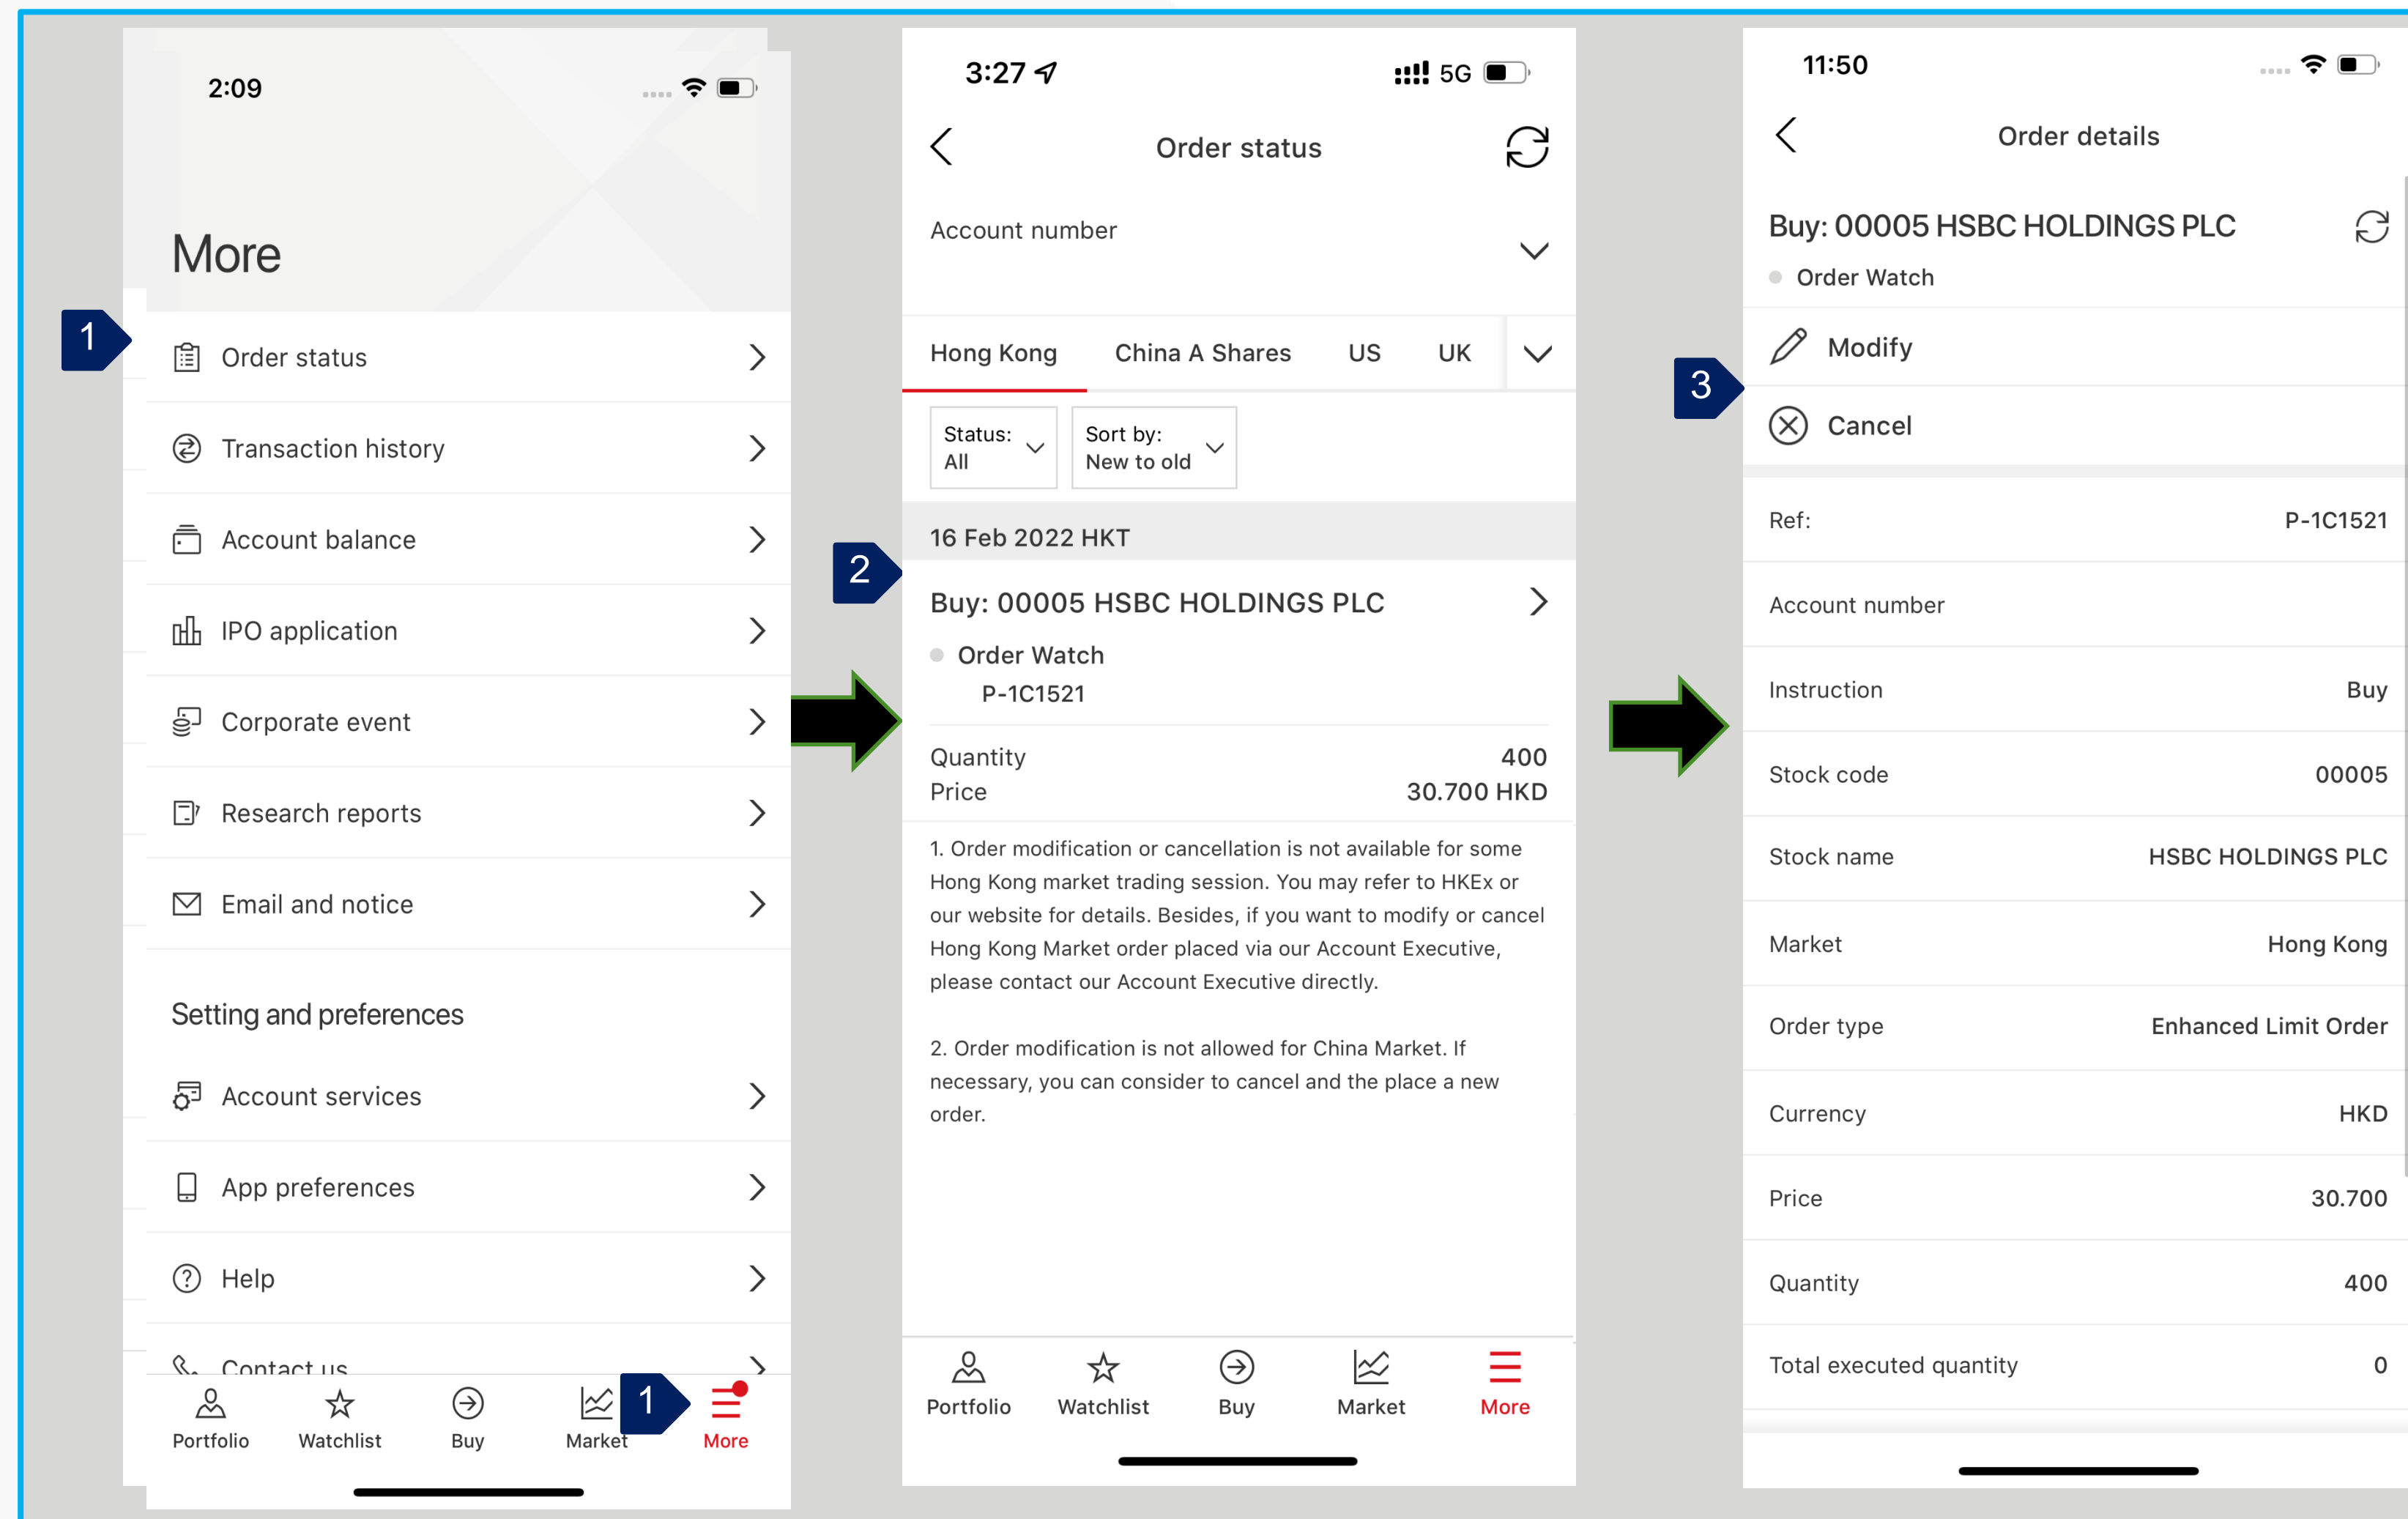 2:09
More
1
Order status
Transaction history
Account balance
IPO application
Corporate event
Research reports
Email and notice
Setting and preferences
Account services
App preferences
Help
Contact us
1
Portfolio Watchlist Buy Market More
3:27 5G
Order status
Account number
Hong Kong China A Shares US UK
Status: All
Sort by: New to old
16 Feb 2022 HKT
2
Buy: 00005 HSBC HOLDINGS PLC
Order Watch
P-1C1521
Quantity 400
Price 30.700 HKD
1. Order modification or cancellation is not available for some
Hong Kong market trading session. You may refer to HKEx or
our website for details. Besides, if you want to modify or cancel
Hong Kong Market order placed via our Account Executive,
please contact our Account Executive directly.
2. Order modification is not allowed for China Market. If
necessary, you can consider to cancel and the place a new
order.
Portfolio Watchlist Buy Market More
11:50
Order details
Buy: 00005 HSBC HOLDINGS PLC
Order Watch
Modify
3
Cancel
Ref: P-1C1521
Account number
Instruction Buy
Stock code 00005
Stock name HSBC HOLDINGS PLC
Market Hong Kong
Order type Enhanced Limit Order
Currency HKD
Price 30.700
Quantity 400
Total executed quantity 0